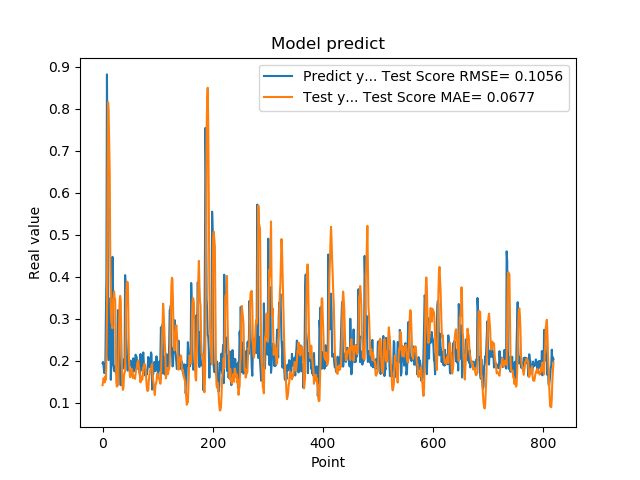 Model predict
Predict y... Test Score RMSE= 0.1056
Test y... Test Score MAE= 0.0677
0.9
0.8
0.7
0.6
0.5
0.4
0.3
0.2
0.1
Real value
0 200 400 600 800
Point